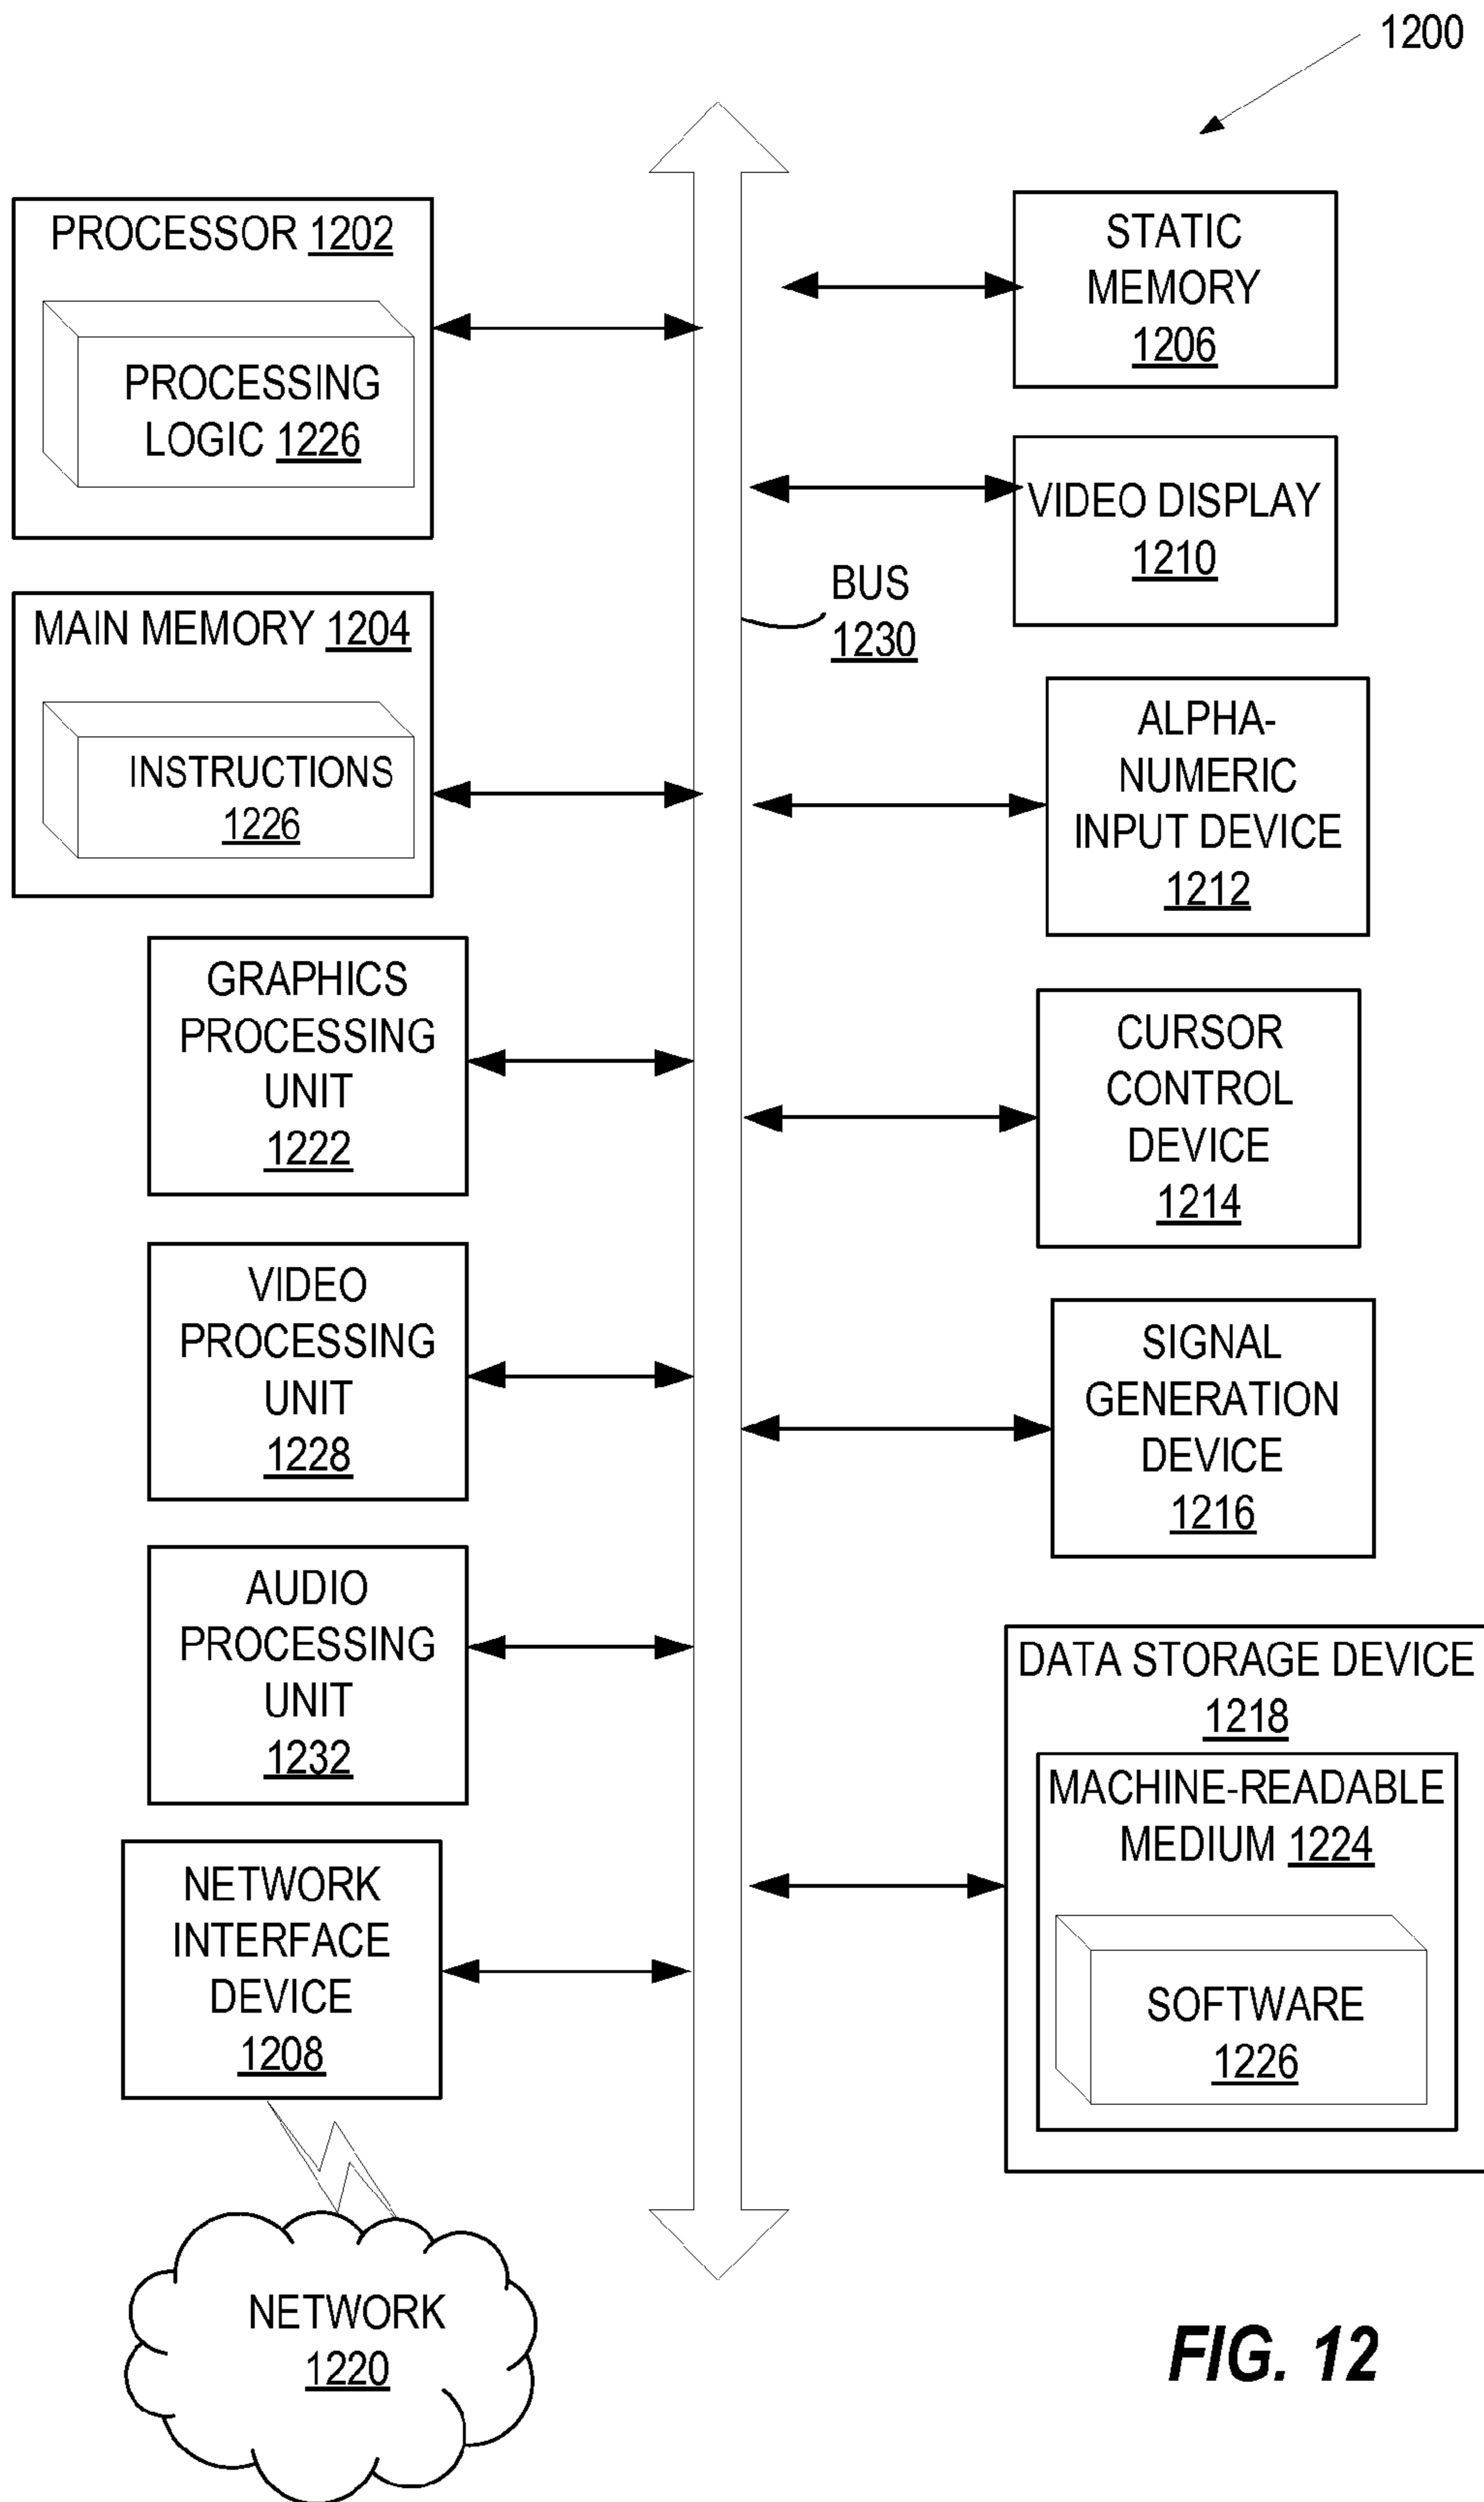 1200
PROCESSOR 1202
PROCESSING
LOGIC 1226
MAIN MEMORY 1204
INSTRUCTIONS
1226
GRAPHICS
PROCESSING
UNIT
1222
VIDEO
PROCESSING
UNIT
1228
AUDIO
PROCESSING
UNIT
1232
NETWORK
INTERFACE
DEVICE
1208
NETWORK
1220
BUS
1230
STATIC
MEMORY
1206
VIDEO DISPLAY
1210
ALPHA-
NUMERIC
INPUT DEVICE
1212
CURSOR
CONTROL
DEVICE
1214
SIGNAL
GENERATION
DEVICE
1216
DATA STORAGE DEVICE
1218
MACHINE-READABLE
MEDIUM 1224
SOFTWARE
1226
FIG. 12